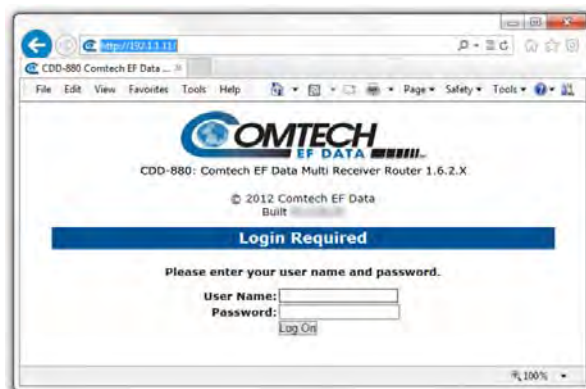 http://192.1.1.11/
CDD-880 Comtech EF Data ...
File Edit View Favorites Tools Help Page Safety Tools
COMTECH
EF DATA
CDD-880: Comtech EF Data Multi Receiver Router 1.6.2.X
© 2012 Comtech EF Data
Built
Login Required
Please enter your user name and password.
User Name:
Password:
Log On
100%